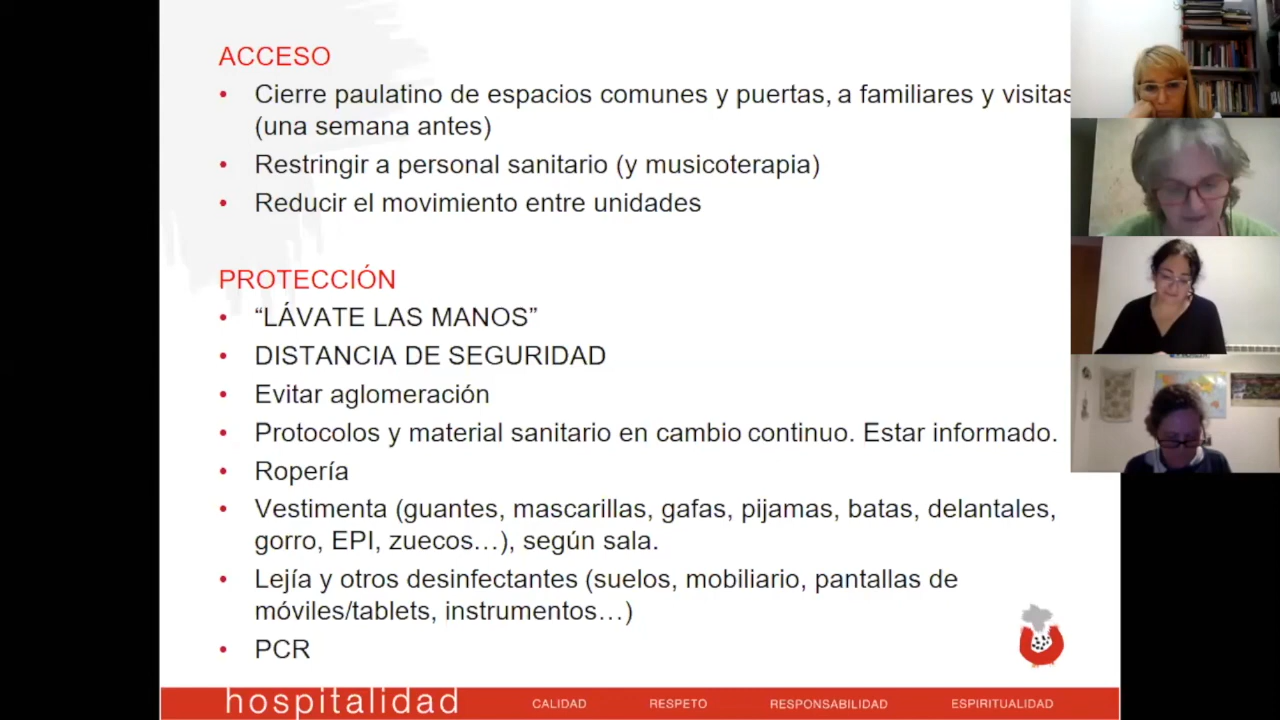 ACCESO
• Cierre paulatino de espacios comunes y puertas, a familiares y visitas
(una semana antes)
• Restringir a personal sanitario (y musicoterapia)
• Reducir el movimiento entre unidades
PROTECCIÓN
• “LÁVATE LAS MANOS”
• DISTANCIA DE SEGURIDAD
• Evitar aglomeración
• Protocolos y material sanitario en cambio continuo. Estar informado.
• Ropería
• Vestimenta (guantes, mascarillas, gafas, pijamas, batas, delantales,
gorro, EPI, zuecos…), según sala.
• Lejía y otros desinfectantes (suelos, mobiliario, pantallas de
móviles/tablets, instrumentos…)
• PCR
hospitalidad CALIDAD RESPETO RESPONSABILIDAD ESPIRITUALIDAD